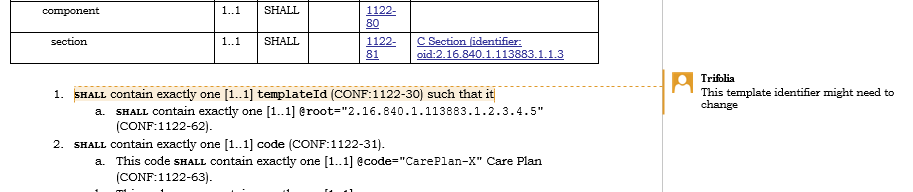 component 1..1 SHALL 1122-
80
section 1..1 SHALL 1122- C Section (identifier:
81 oid:2.16.840.1.113883.1.1.3
1. SHALL contain exactly one [1..1] templateId (CONF:1122-30) such that it
a. SHALL contain exactly one [1..1] @root="2.16.840.1.113883.1.2.3.4.5"
(CONF:1122-62).
2. SHALL contain exactly one [1..1] code (CONF:1122-31).
a. This code SHALL contain exactly one [1..1] @code="CarePlan-X" Care Plan
(CONF:1122-63).
Trifolia
This template identifier might need to
change